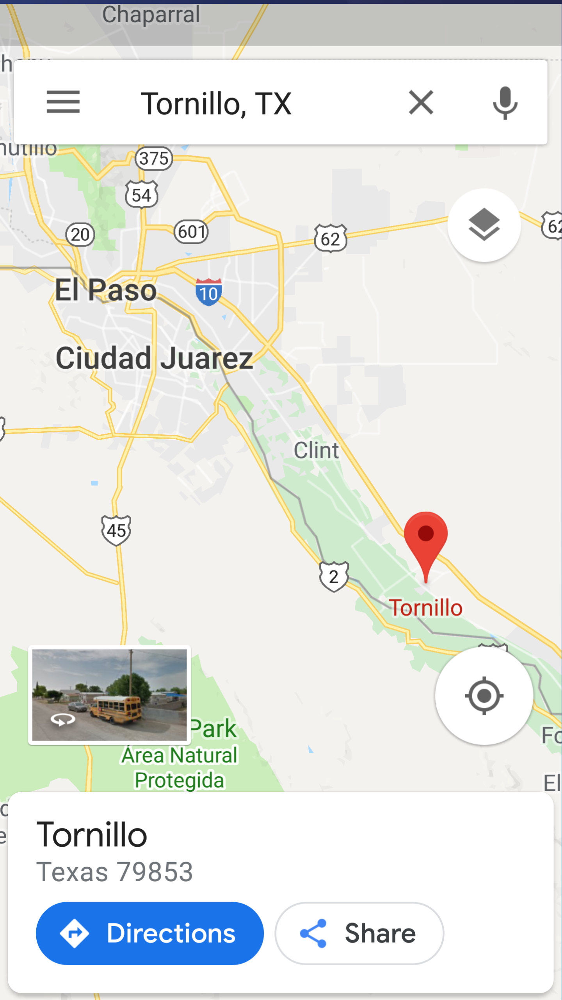 Chaparral
Tornillo, TX
375
54
20
601
62
62
El Paso
10
Ciudad Juarez
Clint
45
2
Tornillo
Park
Área Natural
Protegida
Tornillo
Texas 79853
Directions
Share